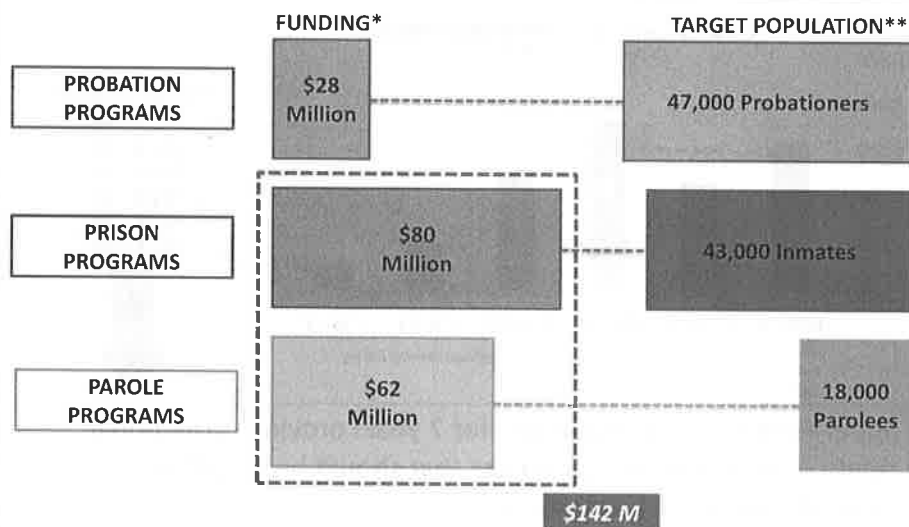 FUNDING*
TARGET POPULATION**
PROBATION
PROGRAMS
$28
Million
47,000 Probationers
PRISON
PROGRAMS
$80
Million
43,000 Inmates
PAROLE
PROGRAMS
$62
Million
18,000
Parolees
$142 M